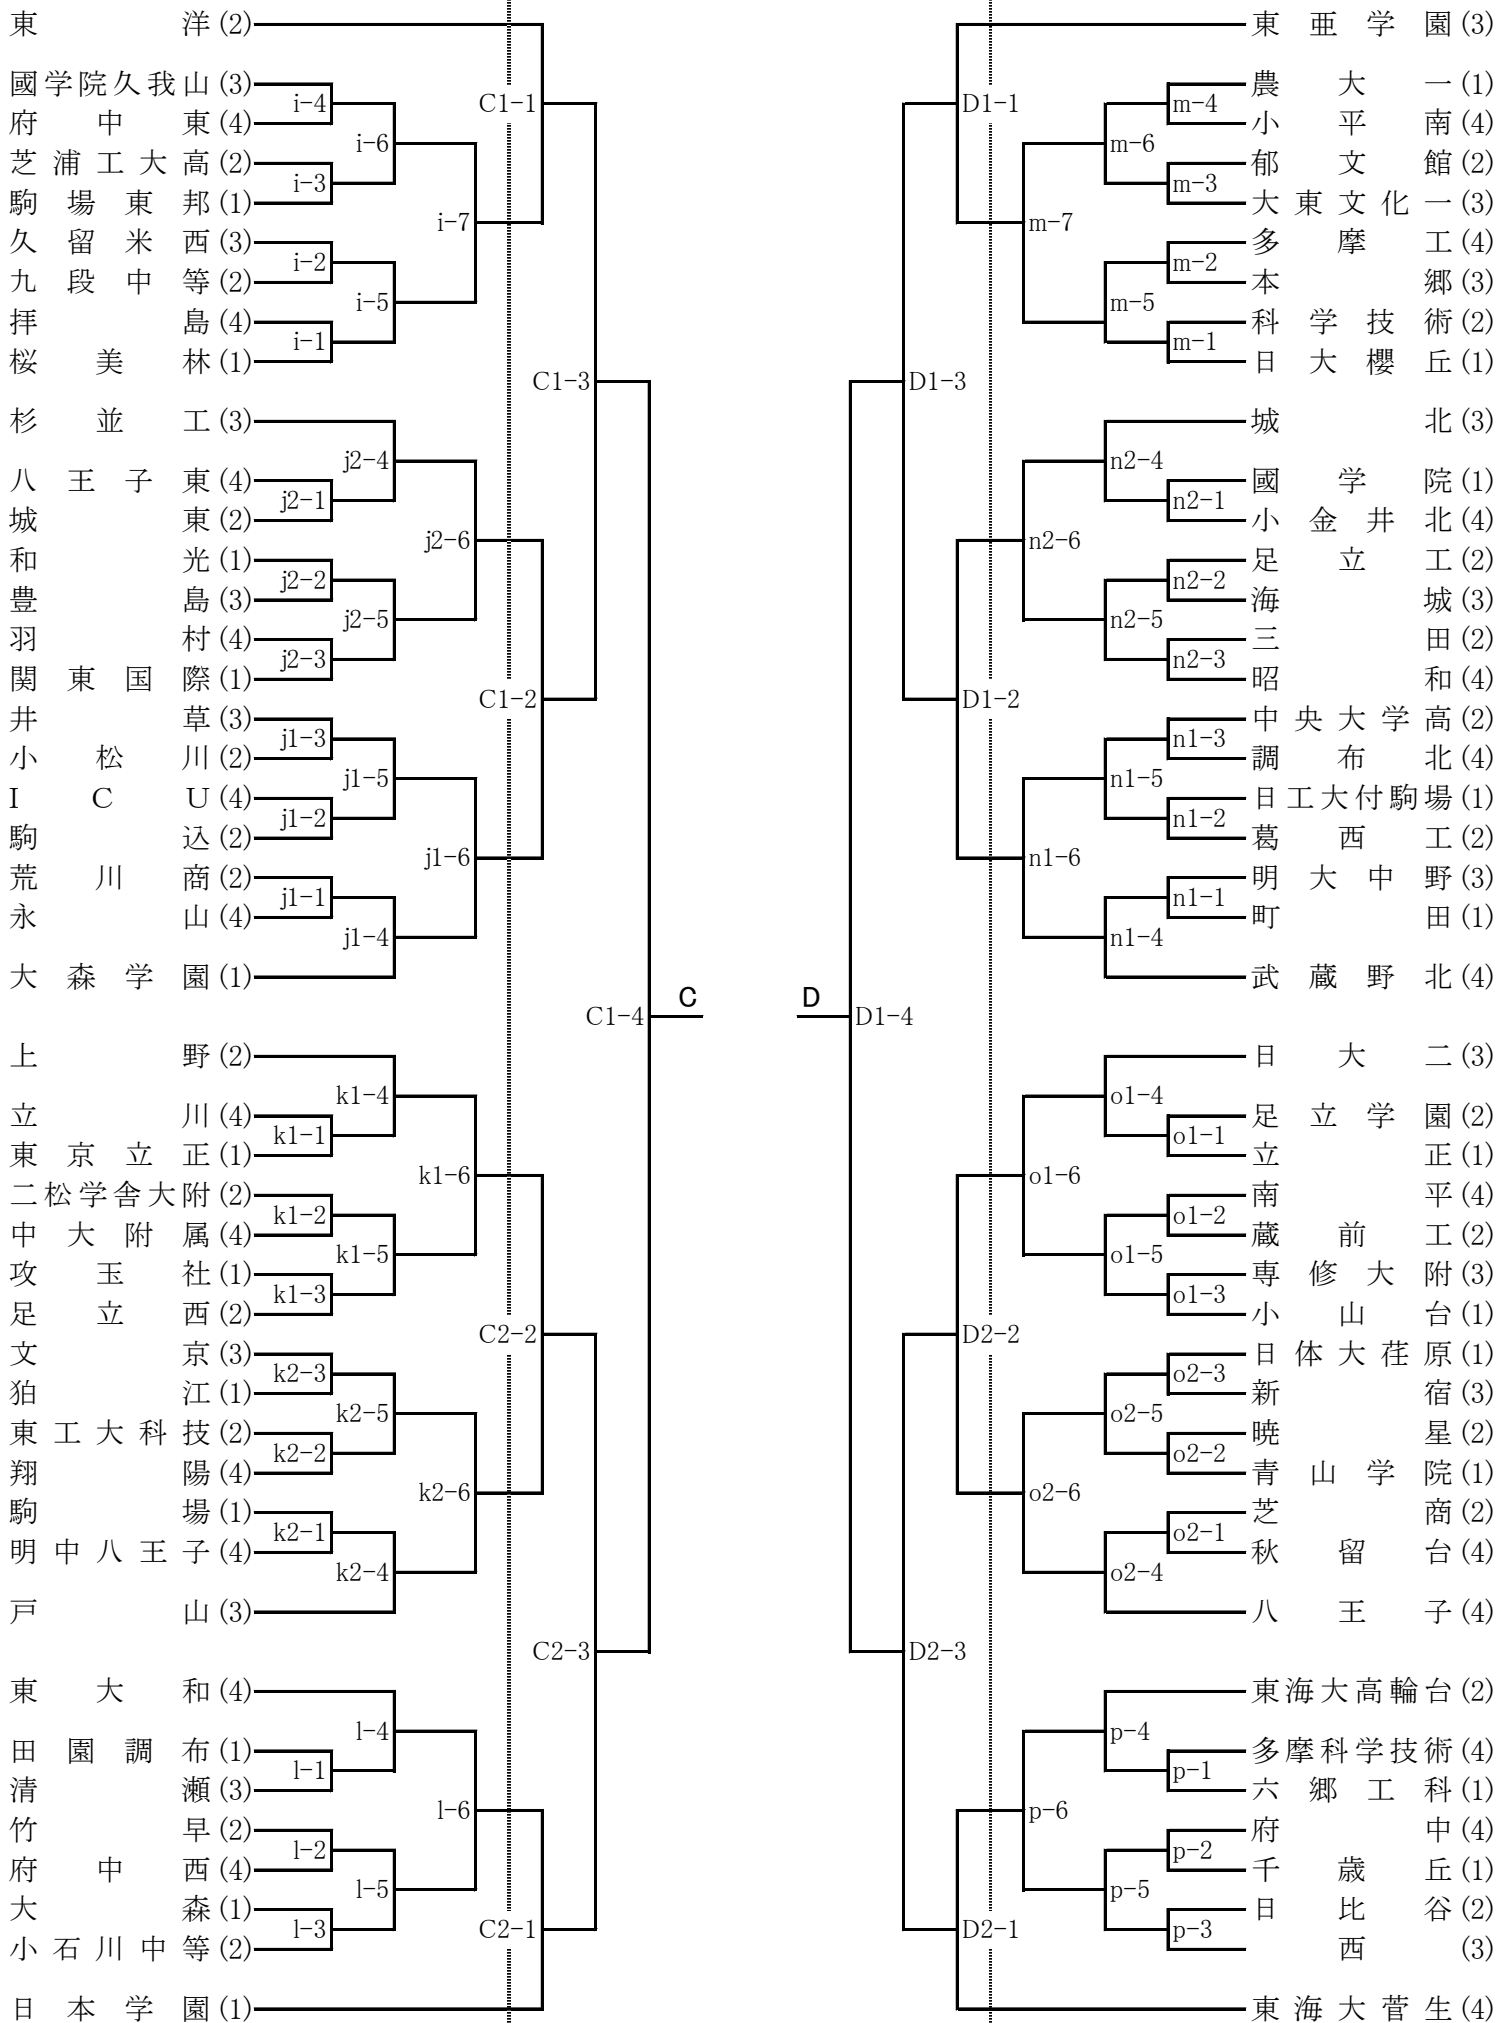 東洋(2)
國学院久我山(3)
i-4
府中東(4)
i-6
芝浦工大高(2)
i-3
駒場東邦(1)
C1-1
i-7
久留米西(3)
i-2
九段中等(2)
i-5
拝島(4)
i-1
桜美林(1)
C1-3
杉並工(3)
j2-4
八王子東(4)
j2-1
城東(2)
j2-6
和光(1)
j2-2
豊島(3)
j2-5
羽村(4)
j2-3
関東国際(1)
C1-2
井草(3)
j1-3
小松川(2)
j1-5
ICU(4)
j1-2
駒込(2)
j1-6
荒川商(2)
j1-1
永山(4)
j1-4
大森学園(1)
C1-4
C
上野(2)
k1-4
立川(4)
k1-1
東京立正(1)
k1-6
二松学舎大附(2)
k1-2
中大附属(4)
k1-5
攻玉社(1)
k1-3
足立西(2)
C2-2
文京(3)
k2-3
狛江(1)
k2-5
東工大科技(2)
k2-2
翔陽(4)
k2-6
駒場(1)
k2-1
明中八王子(4)
k2-4
戸山(3)
C2-3
東大和(4)
l-4
田園調布(1)
l-1
清瀬(3)
l-6
竹早(2)
l-2
府中西(4)
l-5
大森(1)
l-3
小石川中等(2)
C2-1
日本学園(1)
東亜学園(3)
D1-1
農大一(1)
m-4
小平南(4)
m-6
郁文館(2)
m-3
大東文化一(3)
m-7
多摩工(4)
m-2
本郷(3)
m-5
科学技術(2)
m-1
日大櫻丘(1)
D1-3
城北(3)
n2-4
國学院(1)
n2-1
小金井北(4)
n2-6
足立工(2)
n2-2
海城(3)
n2-5
三田(2)
n2-3
昭和(4)
D1-2
中央大学高(2)
n1-3
調布北(4)
n1-5
日工大付駒場(1)
n1-2
葛西工(2)
n1-6
明大中野(3)
n1-1
町田(1)
n1-4
武蔵野北(4)
D
D1-4
日大二(3)
o1-4
足立学園(2)
o1-1
立正(1)
o1-6
南平(4)
o1-2
蔵前工(2)
o1-5
専修大附(3)
o1-3
小山台(1)
D2-2
日体大荏原(1)
o2-3
新宿(3)
o2-5
暁星(2)
o2-2
青山学院(1)
o2-6
芝商(2)
o2-1
秋留台(4)
o2-4
八王子(4)
D2-3
東海大高輪台(2)
p-4
多摩科学技術(4)
p-1
六郷工科(1)
p-6
府中(4)
p-2
千歳丘(1)
p-5
日比谷(2)
p-3
西(3)
D2-1
東海大菅生(4)